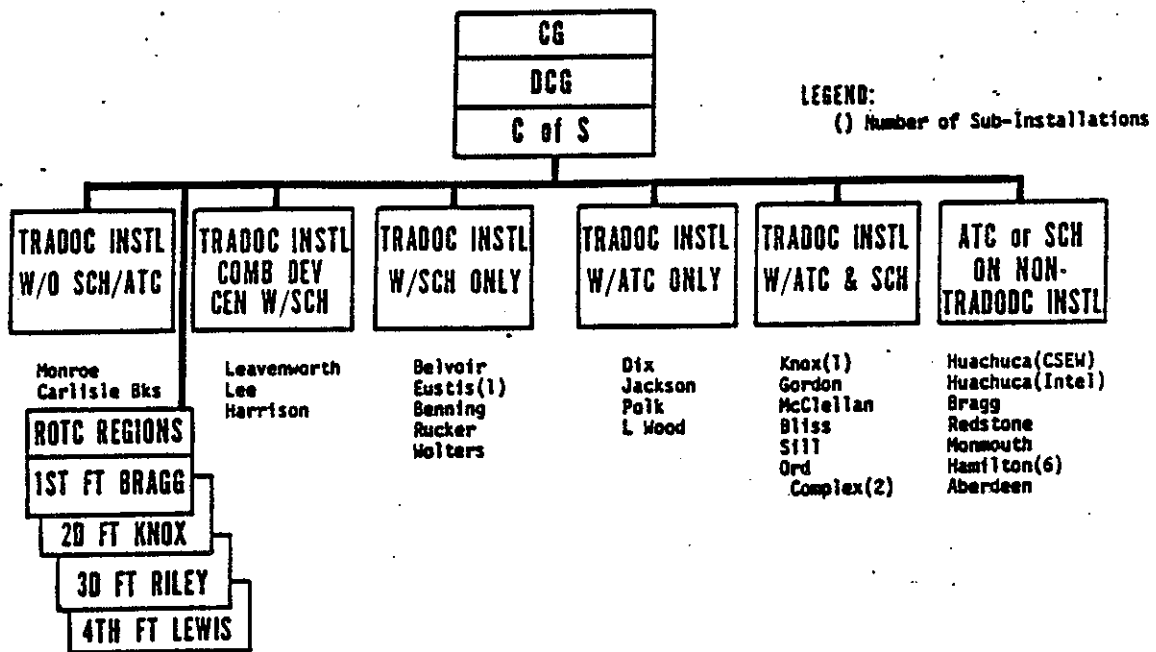 CG
DCG
C of S
LEGEND:
() Number of Sub-Installations
TRADOC INSTL
W/O SCH/ATC
Monroe
Carlisle Bks
TRADOC INSTL
COMB DEV
CEN W/SCH
Leavenworth
Lee
Harrison
TRADOC INSTL
W/SCH ONLY
Belvoir
Eustis(1)
Benning
Rucker
Wolters
TRADOC INSTL
W/ATC ONLY
Dix
Jackson
Polk
L Wood
TRADOC INSTL
W/ATC & SCH
Knox(1)
Gordon
McClellan
Bliss
Sill
Ord
Complex(2)
ATC or SCH
ON NON-
TRADODC INSTL
Huachuca(CSEW)
Huachuca(Intel)
Bragg
Redstone
Monmouth
Hamilton(6)
Aberdeen
ROTC REGIONS
1ST FT BRAGG
2D FT KNOX
3D FT RILEY
4TH FT LEWIS